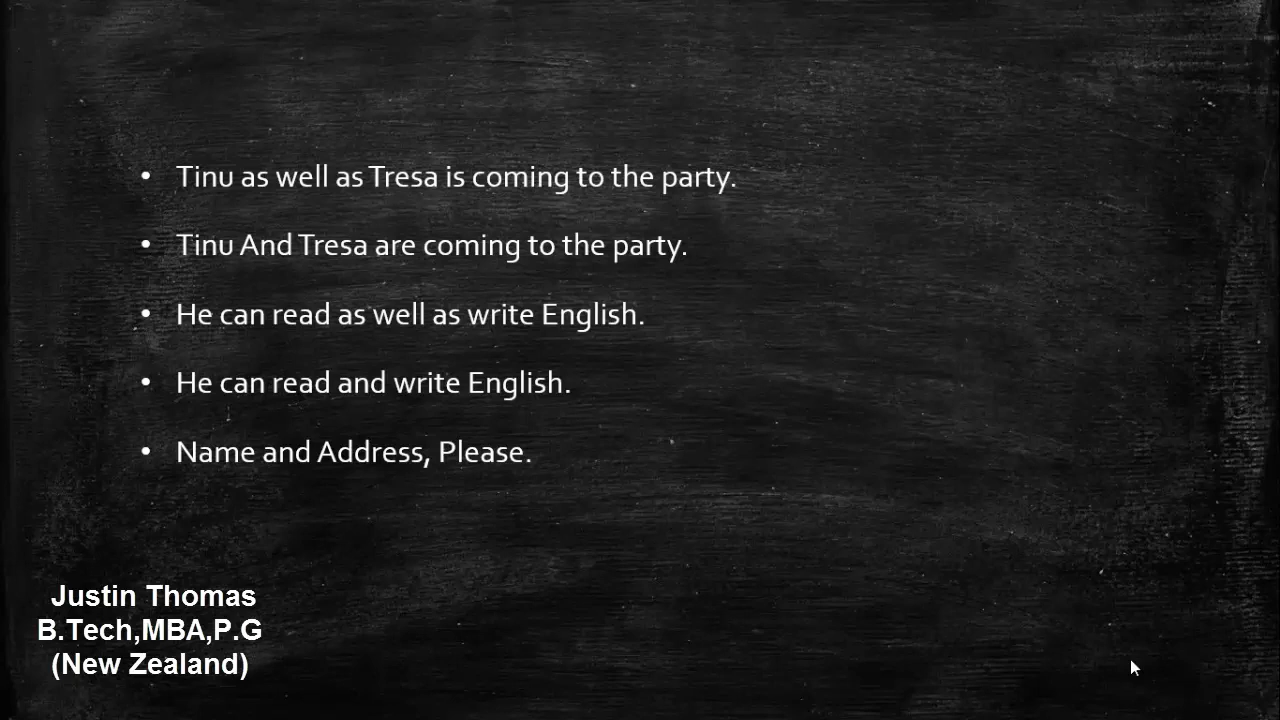 • Tinu as well as Tresa is coming to the party.
• Tinu And Tresa are coming to the party.
• He can read as well as write English.
• He can read and write English.
• Name and Address, Please.
Justin Thomas
B.Tech,MBA,P.G
(New Zealand)